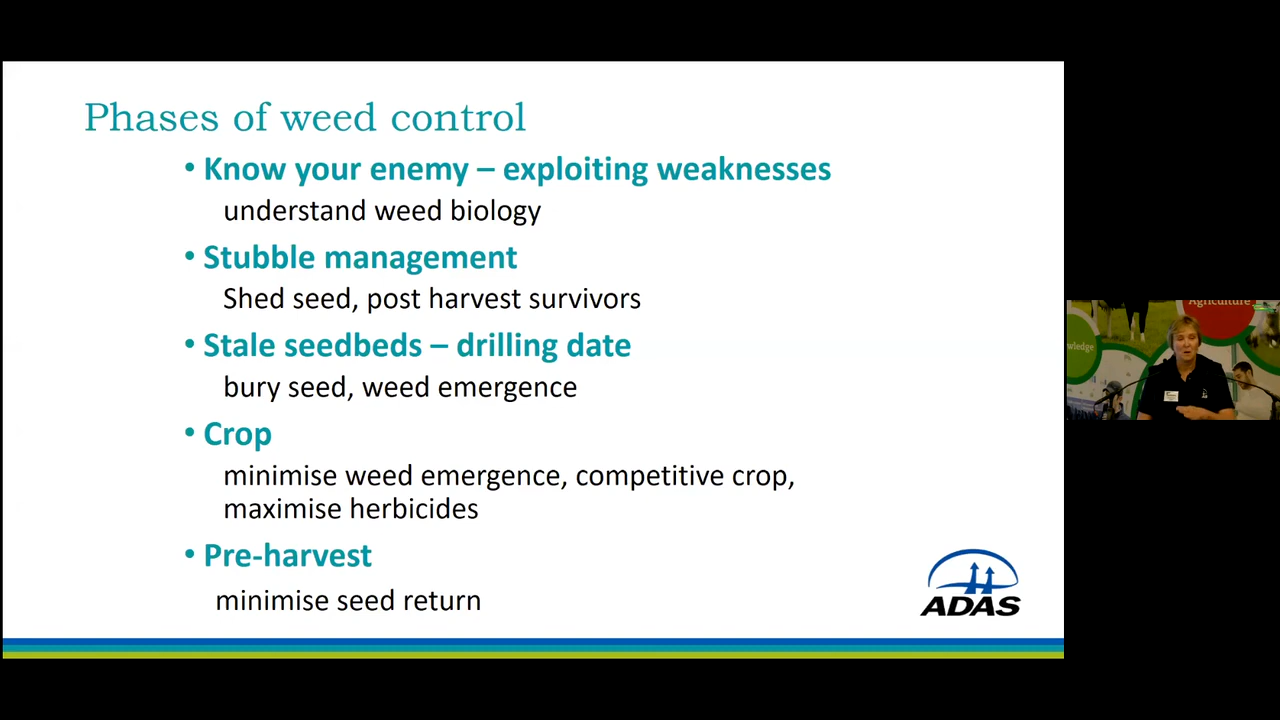 Phases of weed control
• Know your enemy – exploiting weaknesses
understand weed biology
• Stubble management
Shed seed, post harvest survivors
• Stale seedbeds – drilling date
bury seed, weed emergence
• Crop
minimise weed emergence, competitive crop,
maximise herbicides
• Pre-harvest
minimise seed return
ADAS
Agriculture
wledge